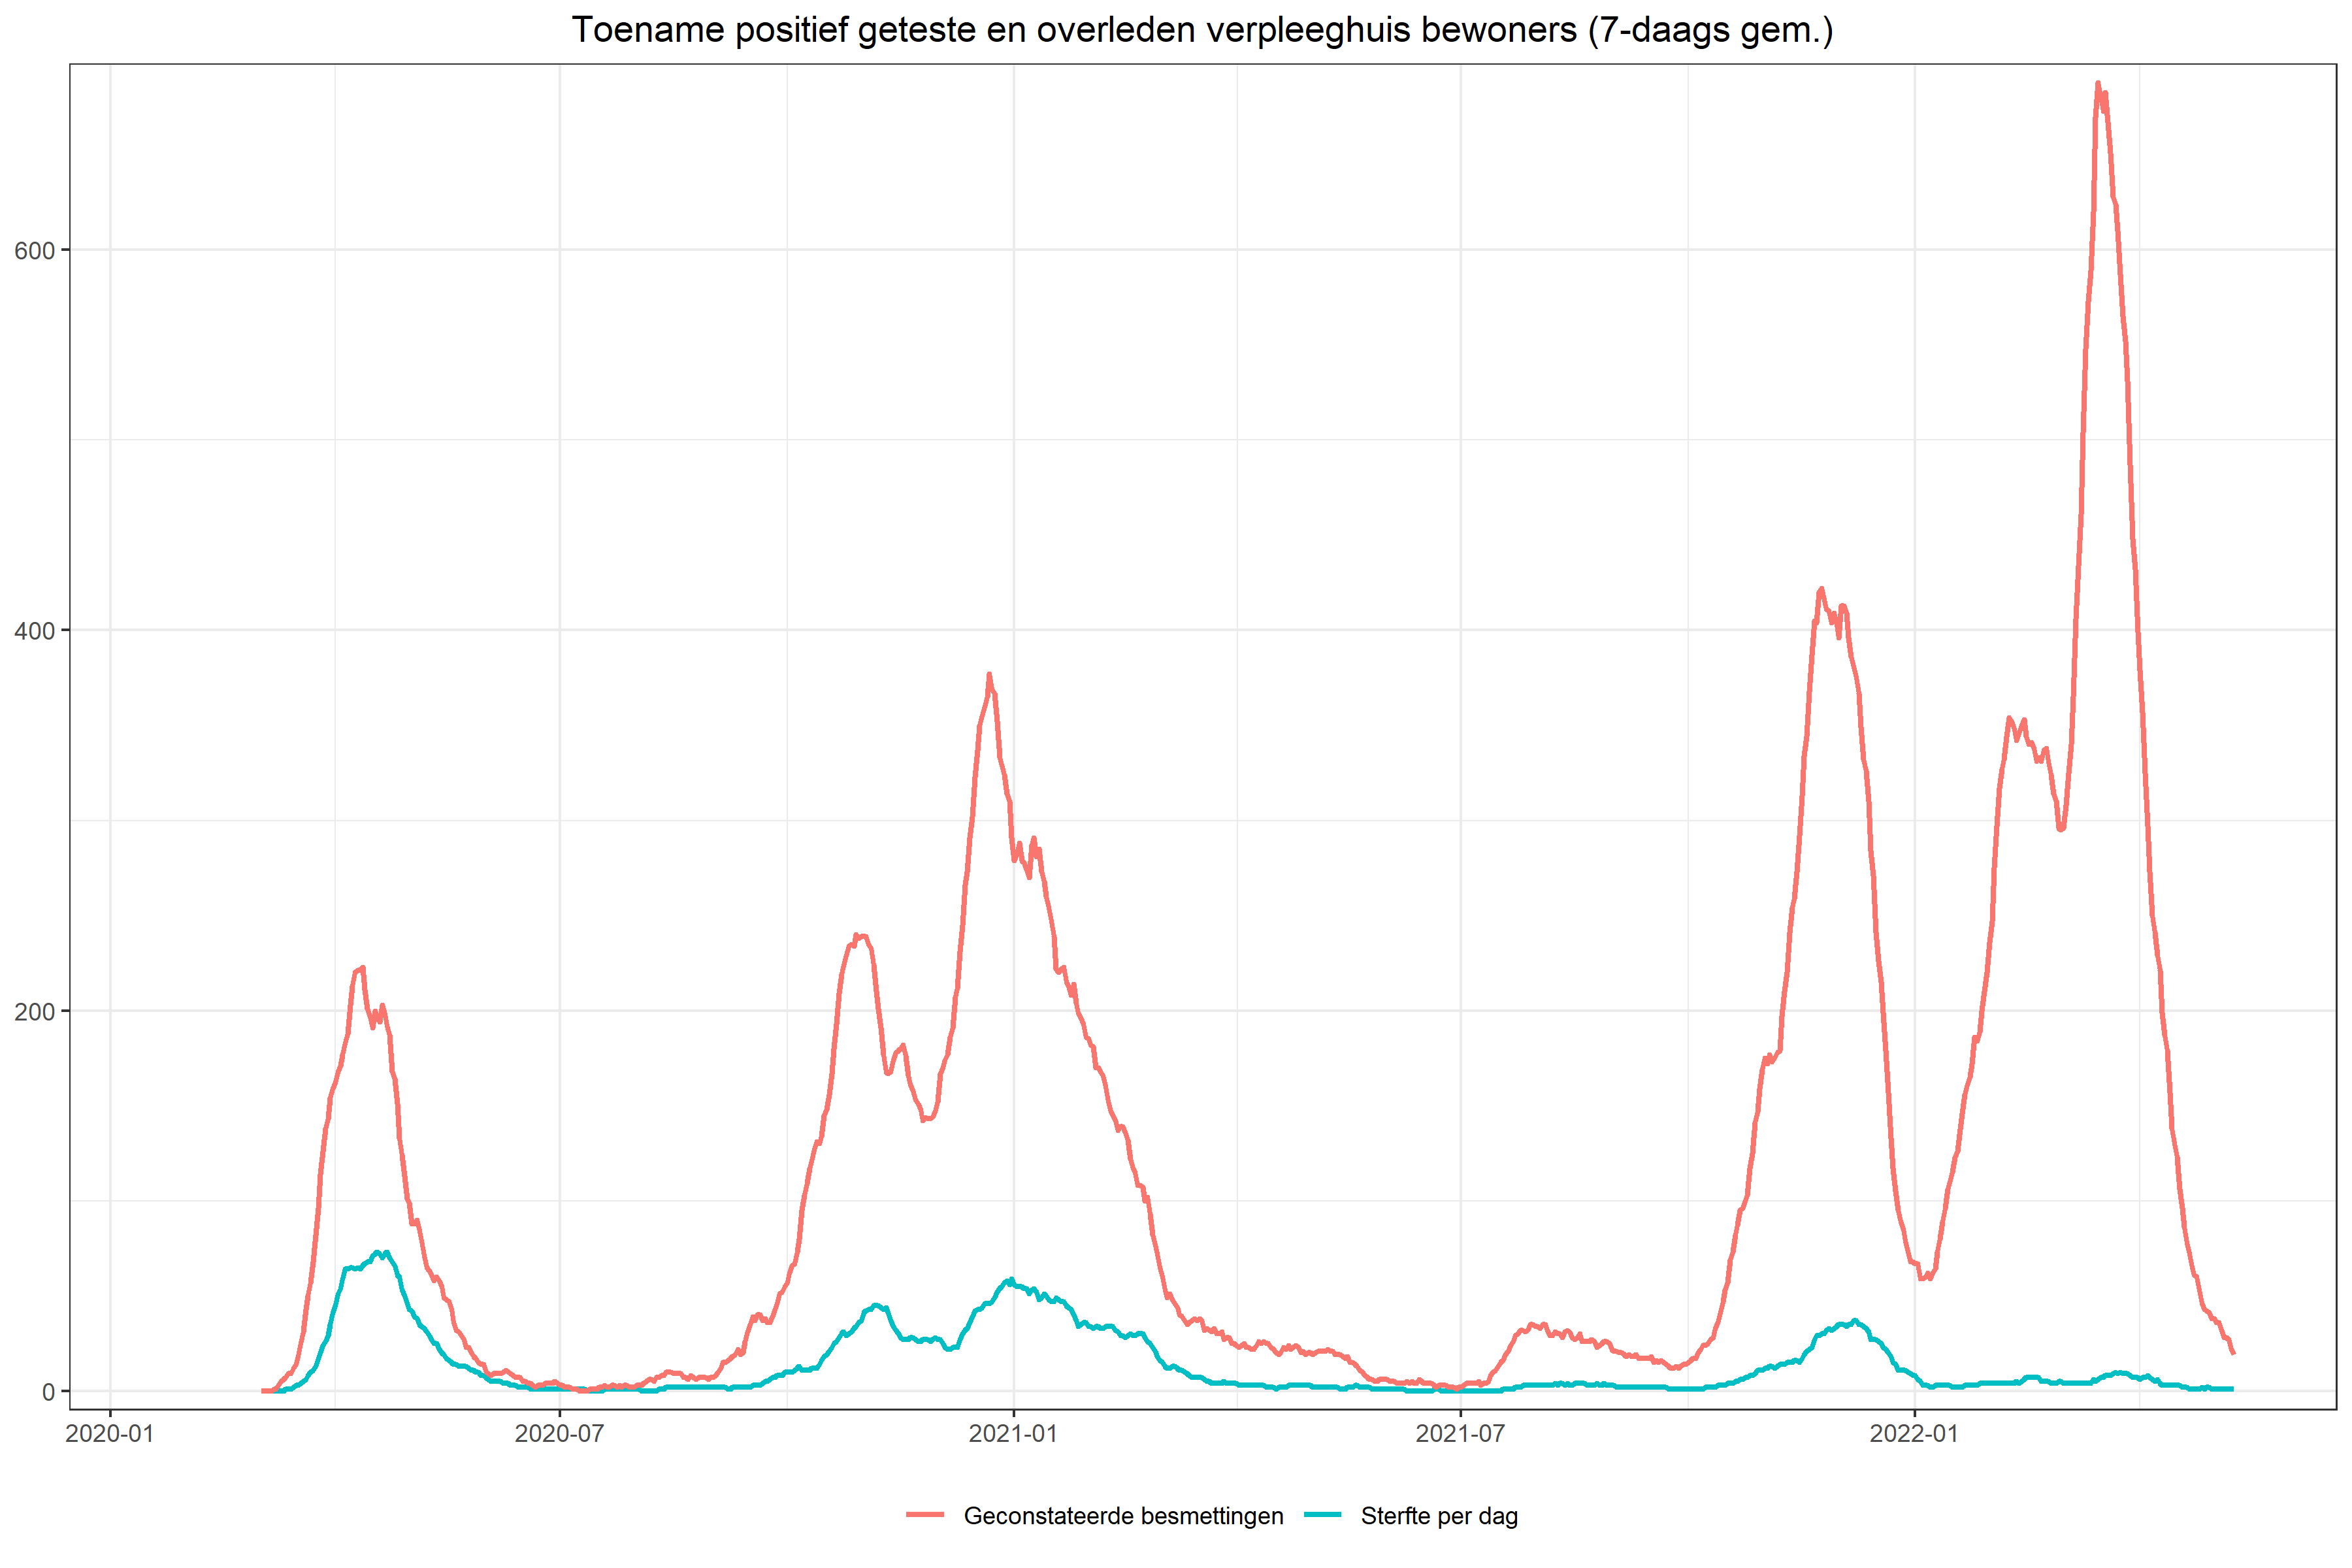 Toename positief geteste en overleden verpleeghuis bewoners (7-daags gem.)
600
400
200
0
2020-01 2020-07 2021-01 2021-07 2022-01
Geconstateerde besmettingen Sterfte per dag